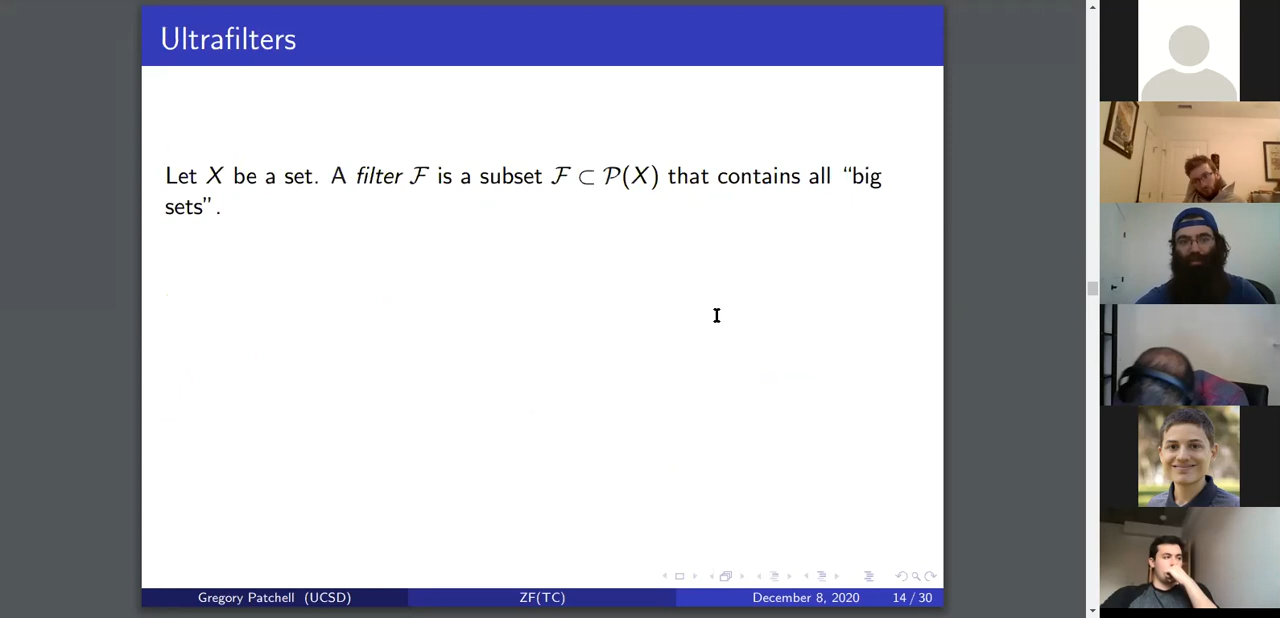 Ultrafilters
Let X be a set. A filter ℱ is a subset ℱ ⊂ 𝒫(X) that contains all “big
sets”.
Gregory Patchell (UCSD) ZF(TC) December 8, 2020 14 / 30